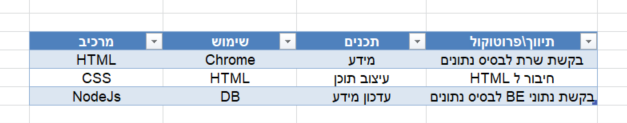 מרכיב שימוש תכנים תיווך\פרוטוקול
HTML Chrome מידע בקשת שרת לבסיס נתונים
CSS HTML עיצוב תוכן חיבור ל HTML
NodeJs DB עדכון מידע בקשת נתוני BE לבסיס נתונים